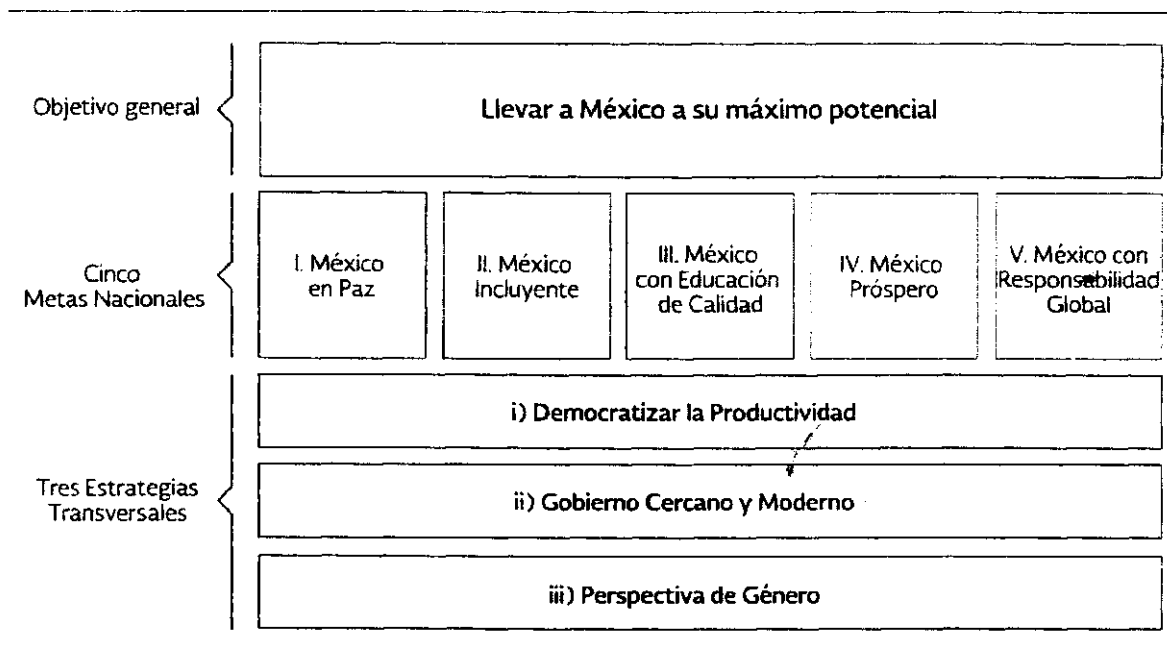 Objetivo general
Llevar a México a su máximo potencial
Cinco
Metas Nacionales
I. México
en Paz
II. México
Incluyente
III. México
con Educación
de Calidad
IV. México
Próspero
V. México con
Responsabilidad
Global
Tres Estrategias
Transversales
i) Democratizar la Productividad
ii) Gobierno Cercano y Moderno
iii) Perspectiva de Género